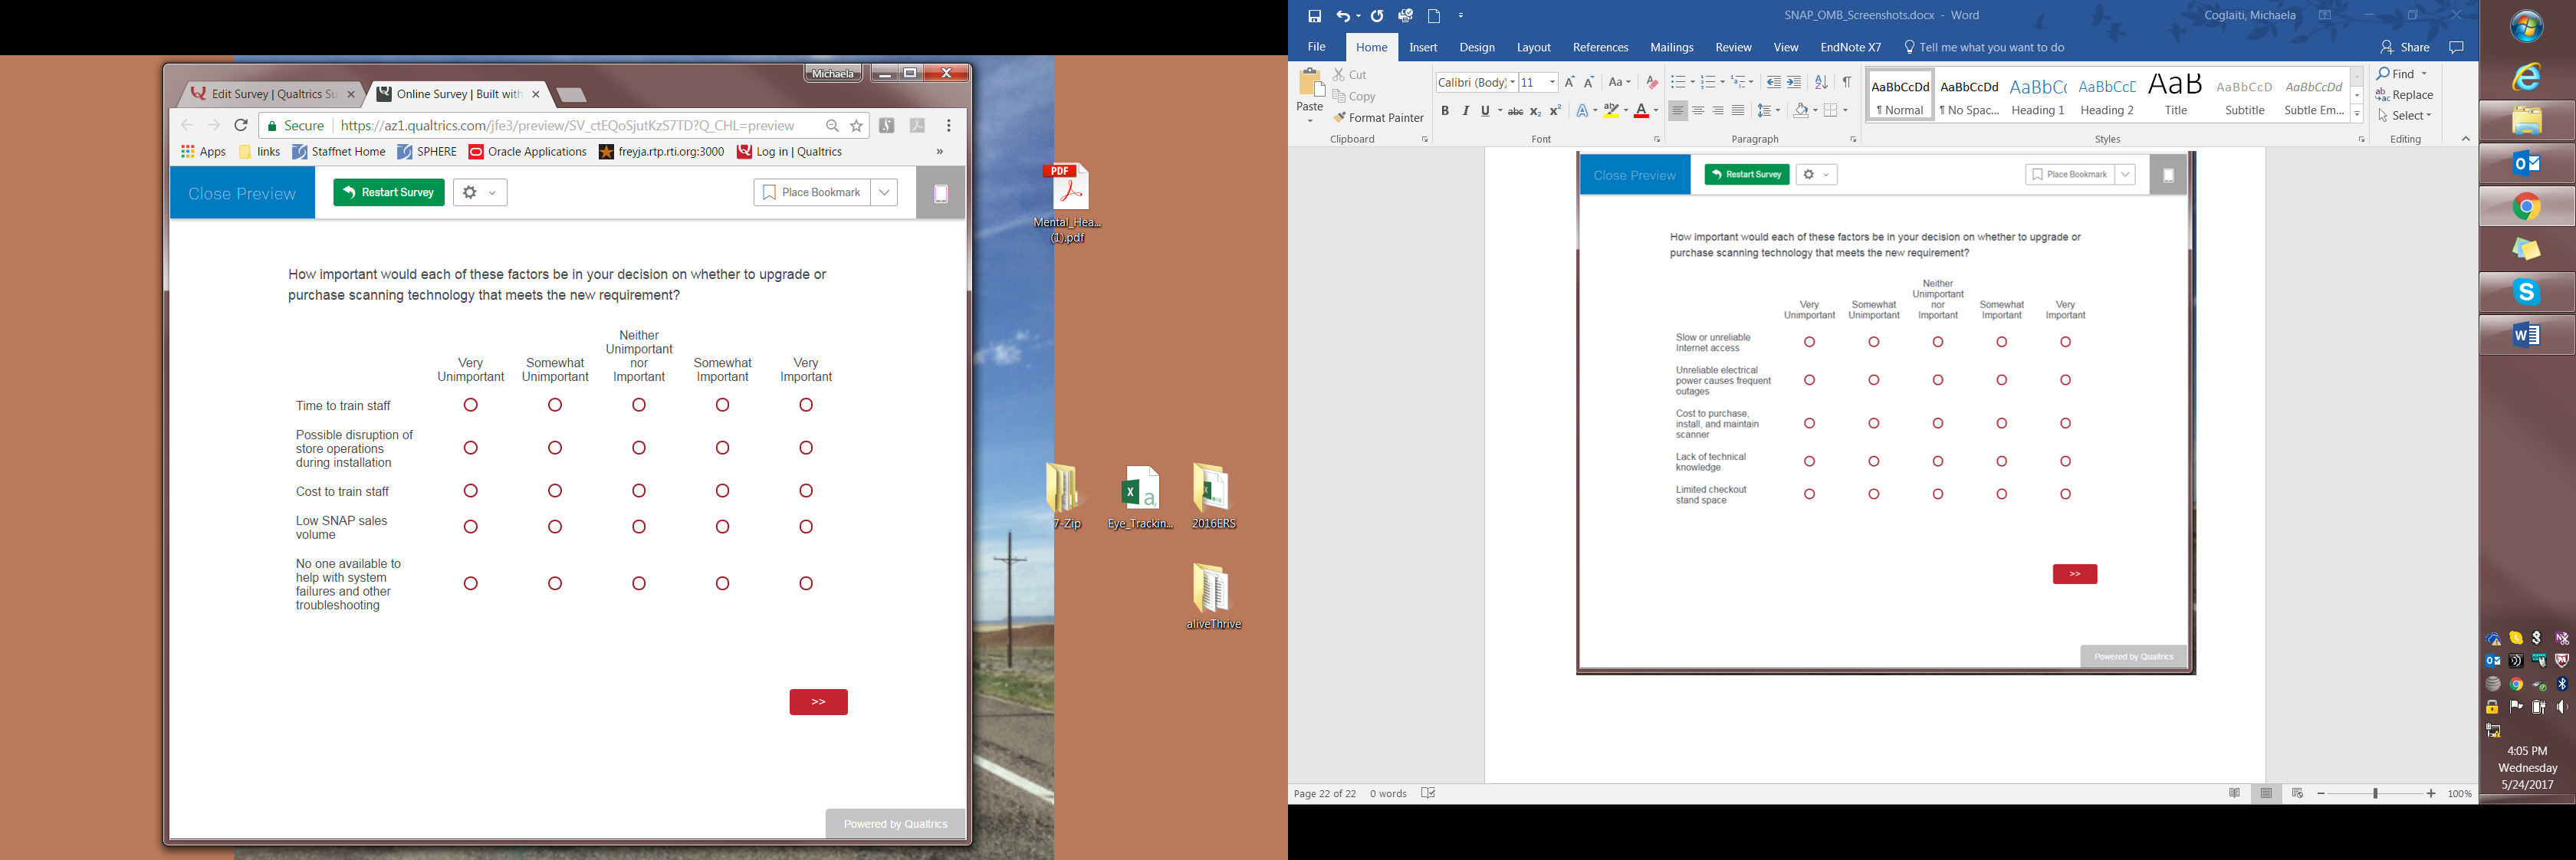 Michaela
Edit Survey | Qualtrics Su
Online Survey | Built with
Secure https://az1.qualtrics.com/jfe3/preview/SV_ctEQoSjutKzS7TD?Q_CHL=preview
Apps links Staffnet Home SPHERE Oracle Applications freyja.rtp.rti.org:3000 Log in | Qualtrics »
Close Preview Restart Survey Place Bookmark
How important would each of these factors be in your decision on whether to upgrade or
purchase scanning technology that meets the new requirement?
Very Unimportant
Somewhat Unimportant
Neither Unimportant nor Important
Somewhat Important
Very Important
Time to train staff
Possible disruption of
store operations
during installation
Cost to train staff
Low SNAP sales
volume
No one available to
help with system
failures and other
troubleshooting
>>
Powered by Qualtrics
PDF
Mental_Hea...
(1).pdf
7-Zip
Eye_Trackin...
2016ERS
aliveThrive
SNAP_OMB_Screenshots.docx - Word
Coglaiti, Michaela
File Home Insert Design Layout References Mailings Review View EndNote X7 Tell me what you want to do Share
Paste
Cut
Copy
Format Painter
Clipboard
Calibri (Body) 11
Font
Paragraph
AaBbCcDd ¶ Normal
AaBbCcDd ¶ No Spac...
AaBbC Heading 1
AaBbCcC Heading 2
AaB Title
AaBbCcD Subtitle
AaBbCcDd Subtle Em...
Styles
Find
Replace
Select
Editing
Close Preview Restart Survey Place Bookmark
How important would each of these factors be in your decision on whether to upgrade or
purchase scanning technology that meets the new requirement?
Very Unimportant
Somewhat Unimportant
Neither Unimportant nor Important
Somewhat Important
Very Important
Slow or unreliable
Internet access
Unreliable electrical
power causes frequent
outages
Cost to purchase,
install, and maintain
scanner
Lack of technical
knowledge
Limited checkout
stand space
>>
Powered by Qualtrics
Page 22 of 22 0 words
100%
4:05 PM
Wednesday
5/24/2017